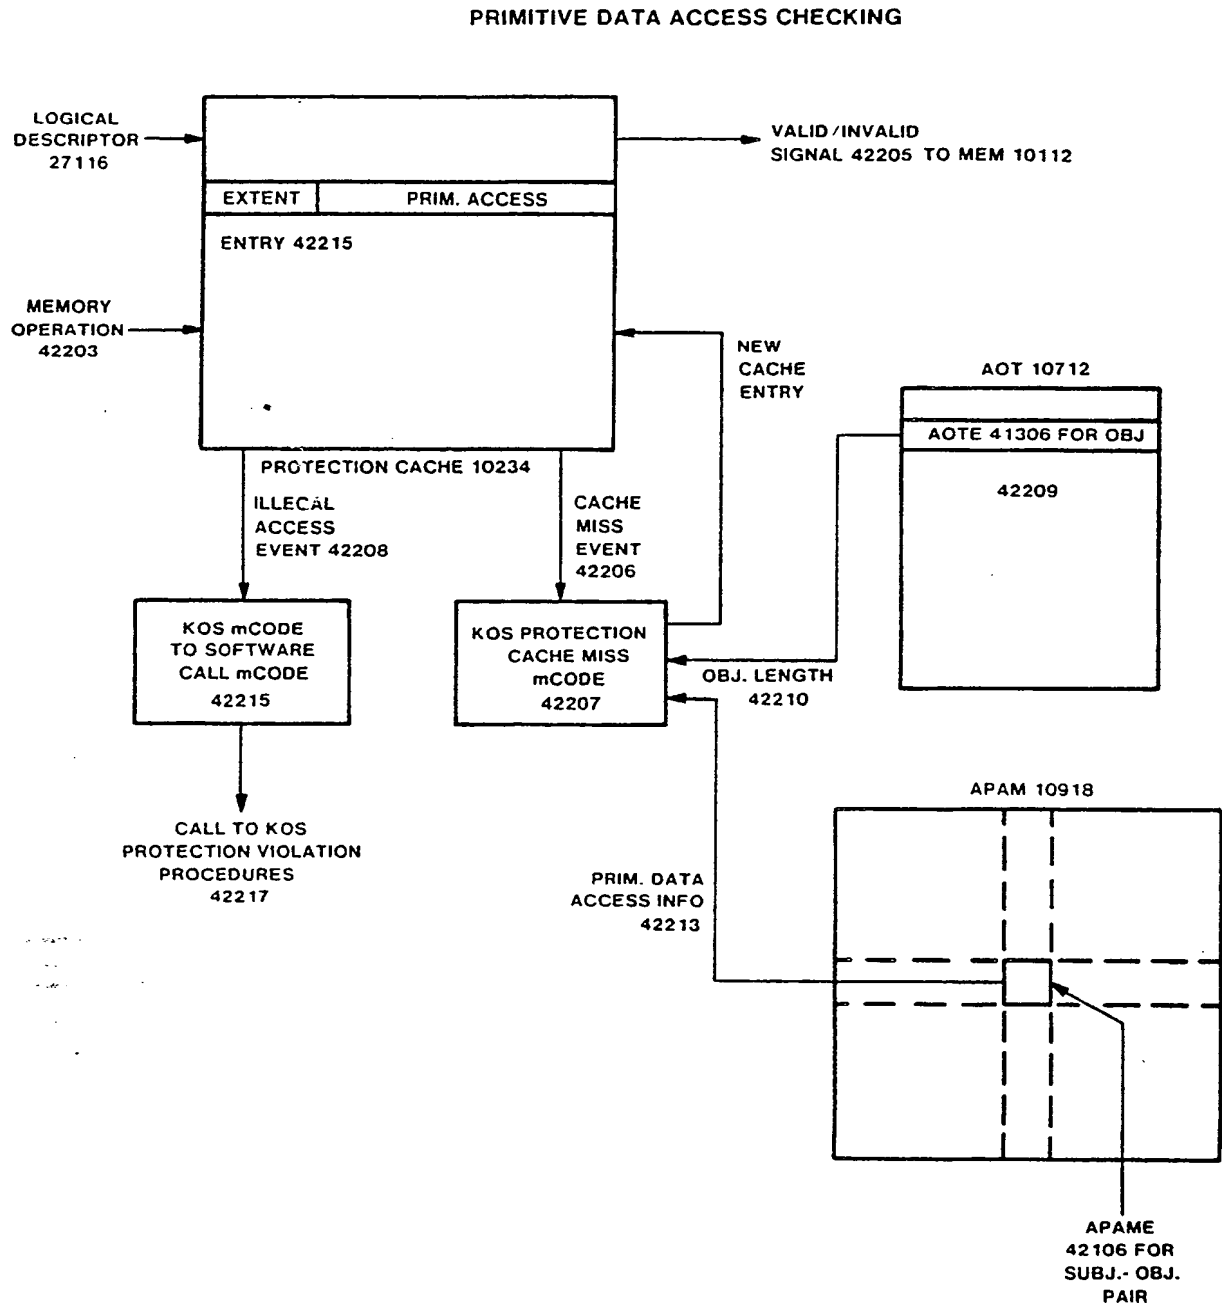 PRIMITIVE DATA ACCESS CHECKING
LOGICAL
DESCRIPTOR
27116
VALID/INVALID
SIGNAL 42205 TO MEM 10112
EXTENT
PRIM. ACCESS
ENTRY 42215
MEMORY
OPERATION
42203
NEW
CACHE
ENTRY
AOT 10712
AOTE 41306 FOR OBJ
42209
PROTECTION CACHE 10234
ILLECAL
ACCESS
EVENT 42208
CACHE
MISS
EVENT
42206
KOS mCODE
TO SOFTWARE
CALL mCODE
42215
KOS PROTECTION
CACHE MISS
mCODE
42207
OBJ. LENGTH
42210
CALL TO KOS
PROTECTION VIOLATION
PROCEDURES
42217
APAM 10918
PRIM. DATA
ACCESS INFO
42213
APAME
42106 FOR
SUBJ.- OBJ.
PAIR